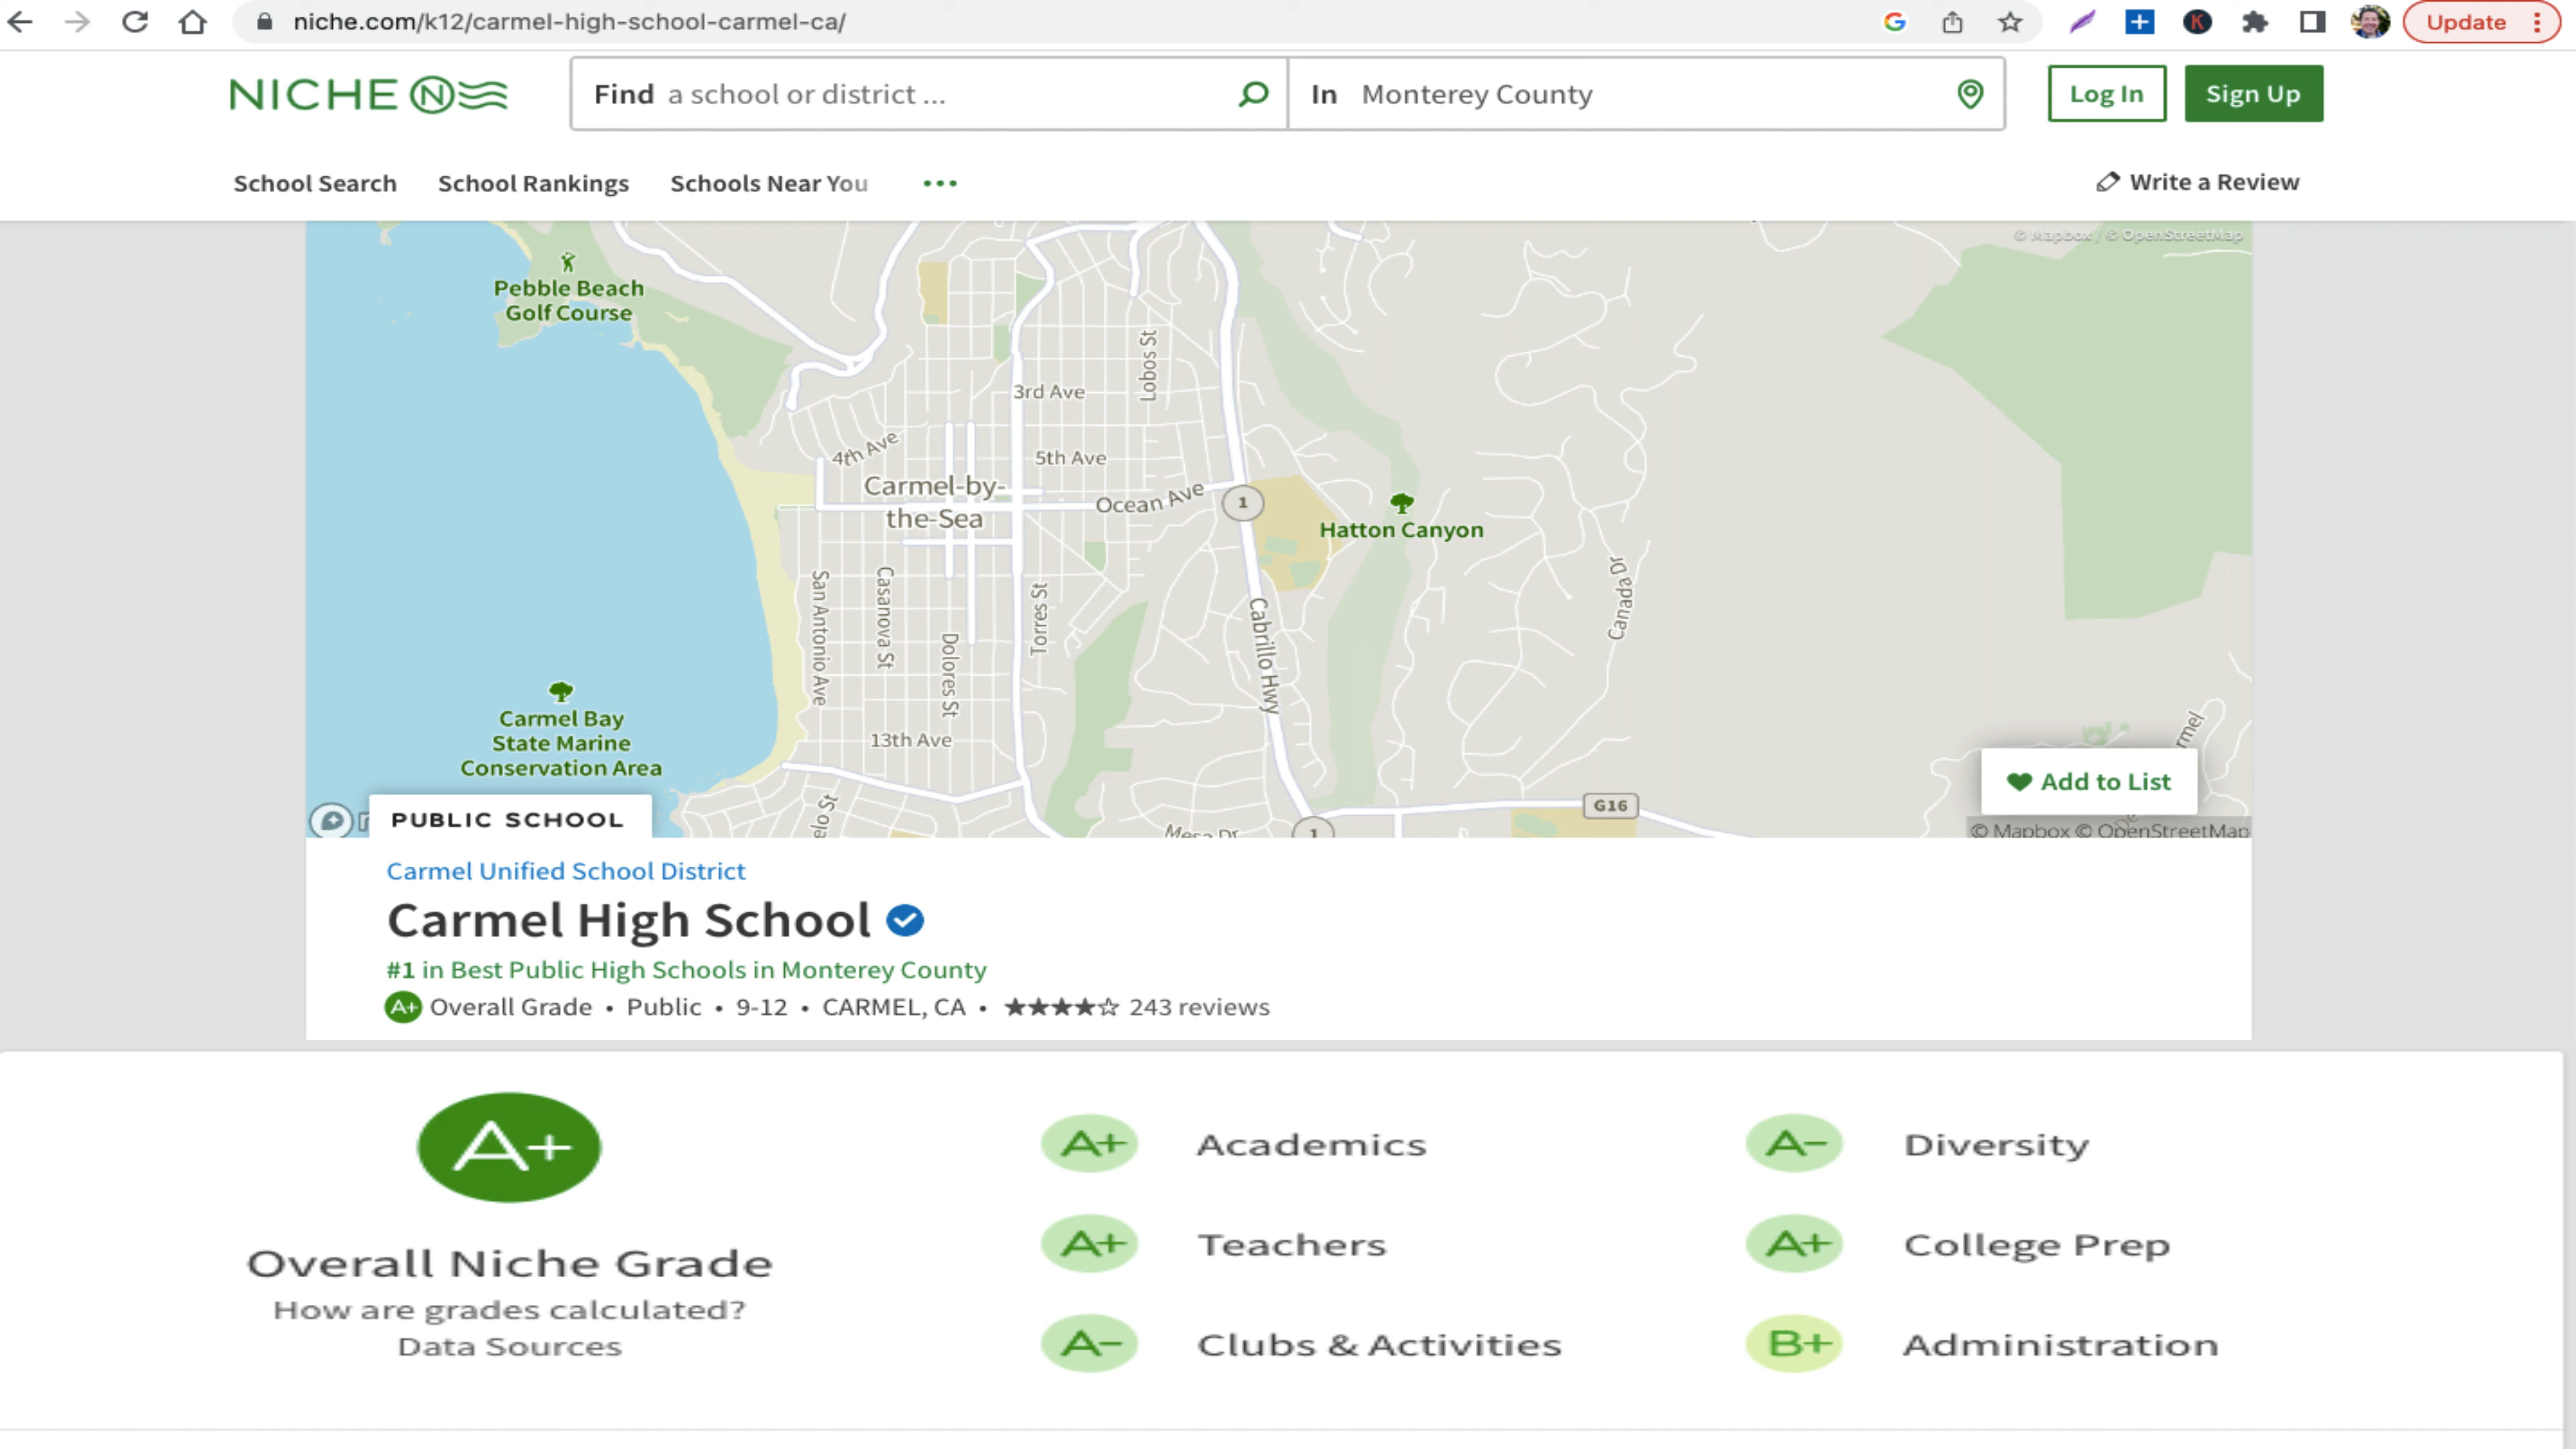 niche.com/k12/carmel-high-school-carmel-ca/
Update
NICHE N
Find a school or district ...
In Monterey County
Log In
Sign Up
School Search
School Rankings
Schools Near You
Write a Review
© Mapbox / © OpenStreetMap
Pebble Beach
Golf Course
Lobos St
3rd Ave
4th Ave
5th Ave
Carmel-by-
the-Sea
Ocean Ave
1
Hatton Canyon
San Antonio Ave
Casanova St
Dolores St
Torres St
Cabrillo Hwy
Canada Dr
Carmel Bay
State Marine
Conservation Area
13th Ave
Add to List
G16
1
PUBLIC SCHOOL
© Mapbox © OpenStreetMap
Carmel Unified School District
Carmel High School
#1 in Best Public High Schools in Monterey County
A+ Overall Grade • Public • 9-12 • CARMEL, CA • ★★★★☆ 243 reviews
A+
Overall Niche Grade
How are grades calculated?
Data Sources
A+ Academics
A+ Teachers
A− Clubs & Activities
A− Diversity
A+ College Prep
B+ Administration